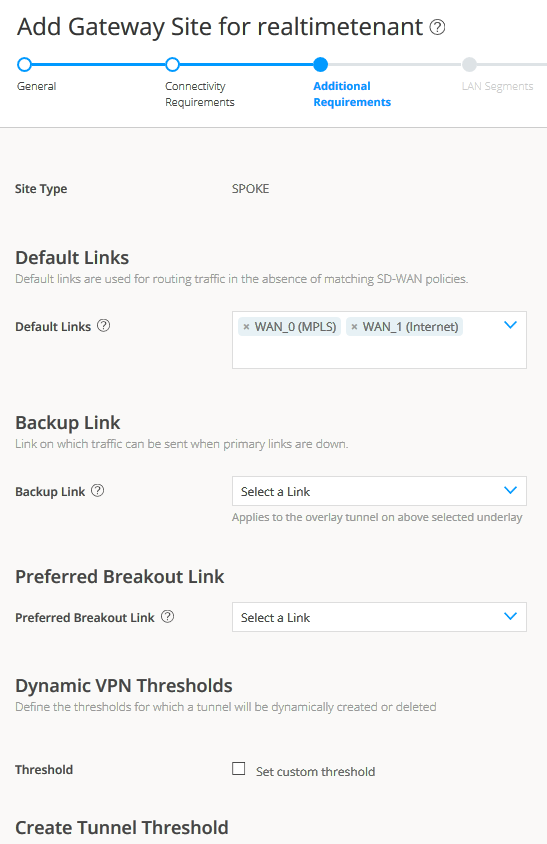 Add Gateway Site for realtimetenant ?
General
Connectivity
Requirements
Additional
Requirements
LAN Segments
Site Type SPOKE
Default Links
Default links are used for routing traffic in the absence of matching SD-WAN policies.
Default Links ? × WAN_0 (MPLS) × WAN_1 (Internet)
Backup Link
Link on which traffic can be sent when primary links are down.
Backup Link ? Select a Link
Applies to the overlay tunnel on above selected underlay
Preferred Breakout Link
Preferred Breakout Link ? Select a Link
Dynamic VPN Thresholds
Define the thresholds for which a tunnel will be dynamically created or deleted
Threshold Set custom threshold
Create Tunnel Threshold